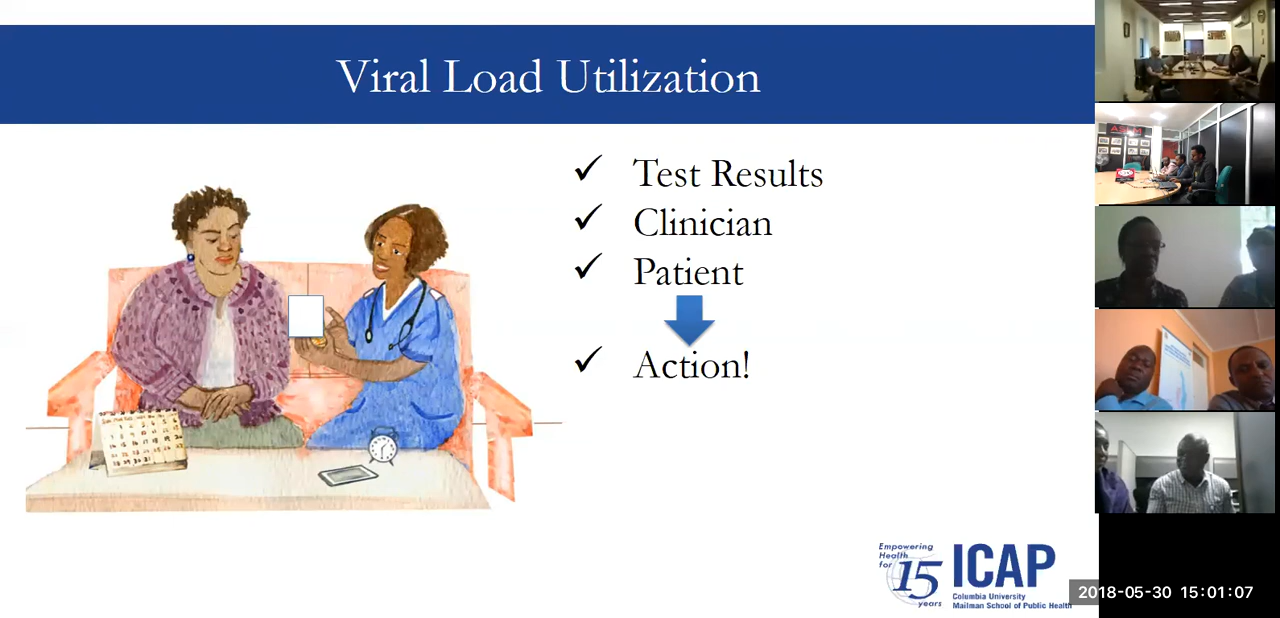 Viral Load Utilization
✓ Test Results
✓ Clinician
✓ Patient
✓ Action!
Empowering
Health
for 15
years
ICAP
Columbia University
Mailman School of Public Health
2018-05-30 15:01:07